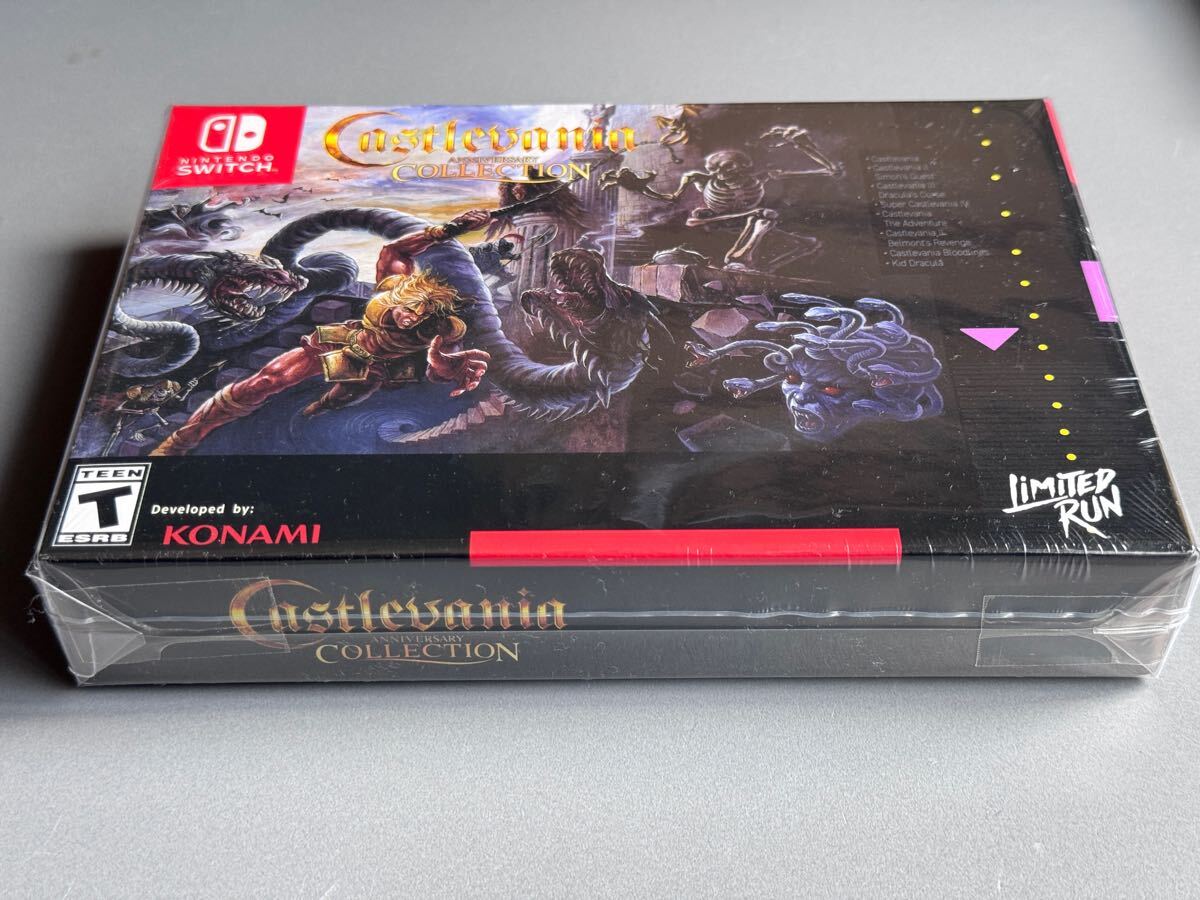 NINTENDO
SWITCH
Castlevania
ANNIVERSARY
COLLECTION
• Castlevania
• Castlevania II
Simon's Quest
• Castlevania III
Dracula's Curse
• Super Castlevania IV
• Castlevania
The Adventure
• Castlevania II
Belmont's Revenge
• Castlevania Bloodlines
• Kid Dracula
TEEN
T
ESRB
Developed by:
KONAMI
LIMITED
RUN
Castlevania
ANNIVERSARY
COLLECTION